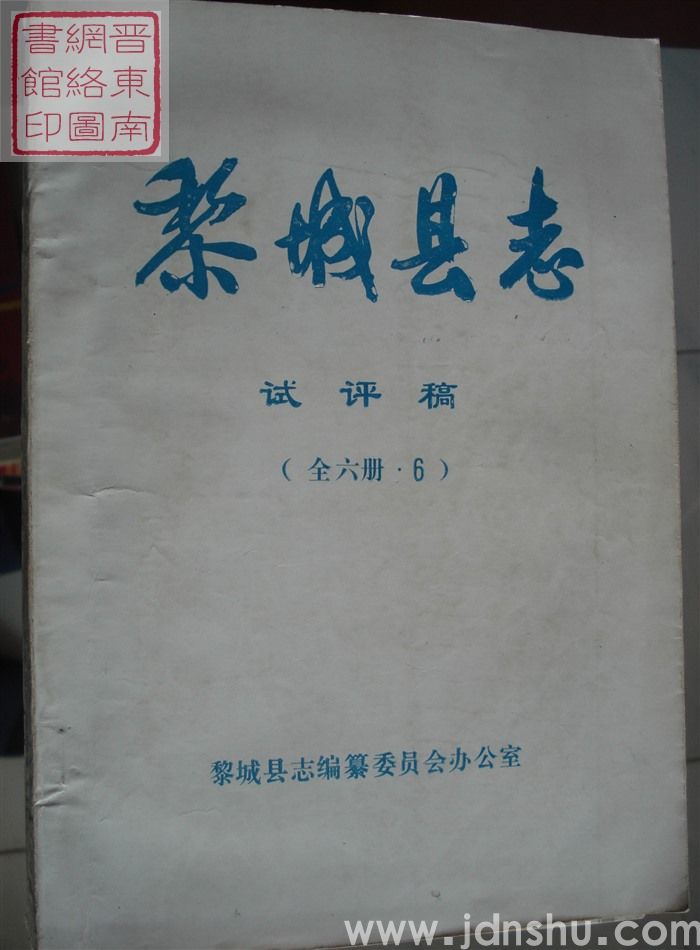 晋東南
網絡圖
書館印
黎城县志
试评稿
（全六册·6）
黎城县志编纂委员会办公室
www.jdnshu.com